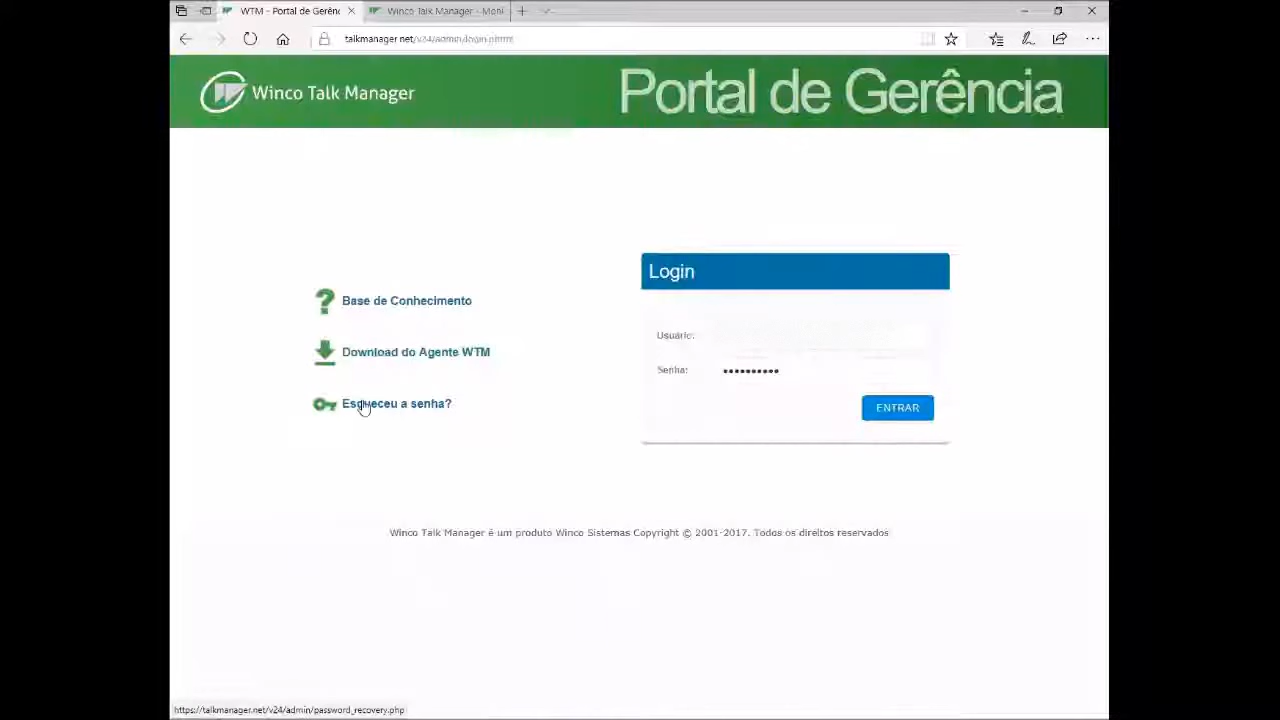 WTM - Portal de Gerênc
Winco Talk Manager - Mobi
talkmanager.net/v24/admin/login.phtml
Winco Talk Manager
Portal de Gerência
Login
Base de Conhecimento
Usuário:
Download do Agente WTM
Senha: ••••••••••
Esqueceu a senha?
ENTRAR
Winco Talk Manager é um produto Winco Sistemas Copyright © 2001-2017. Todos os direitos reservados
https://talkmanager.net/v24/admin/password_recovery.php